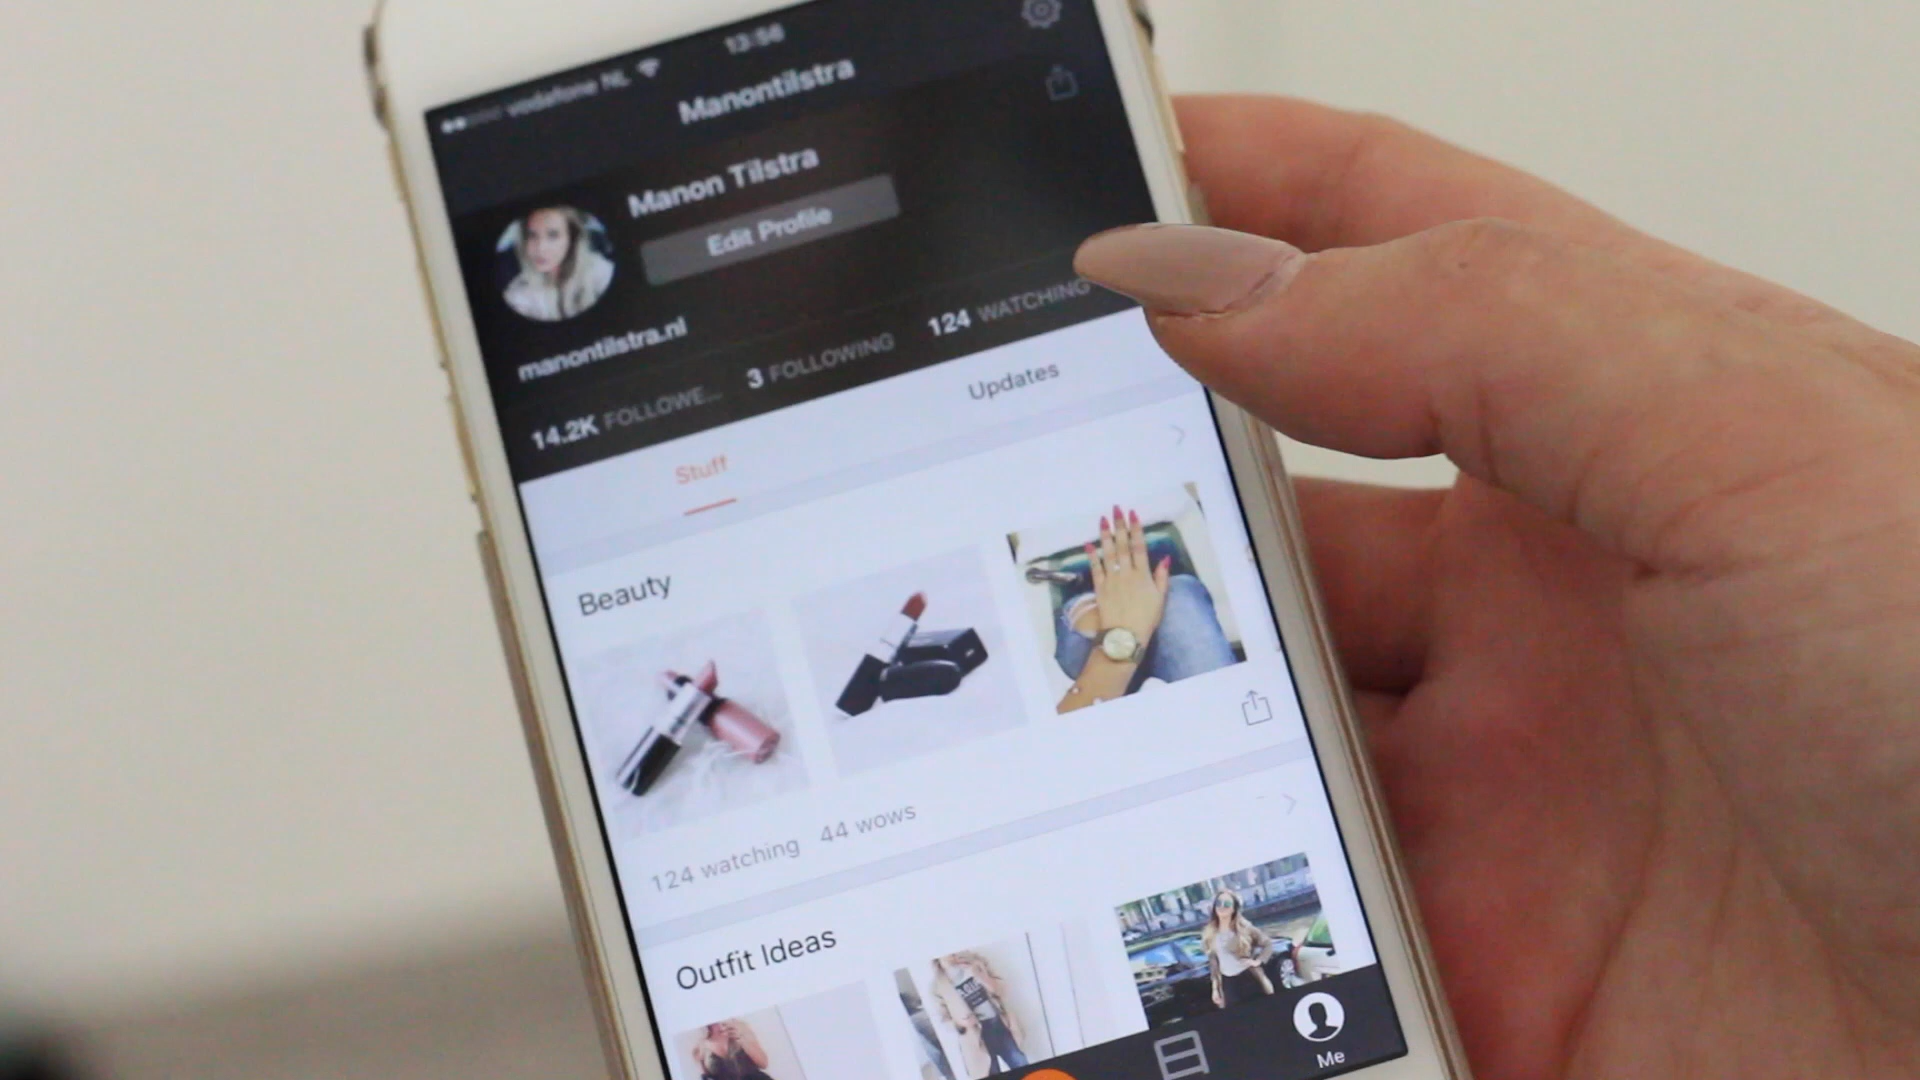 vodafone NL 13:56
Manontilstra
Manon Tilstra
Edit Profile
manontilstra.nl
14.2K FOLLOWE... 3 FOLLOWING 124 WATCHING
Stuff Updates
Beauty
124 watching 44 wows
Outfit Ideas
Me